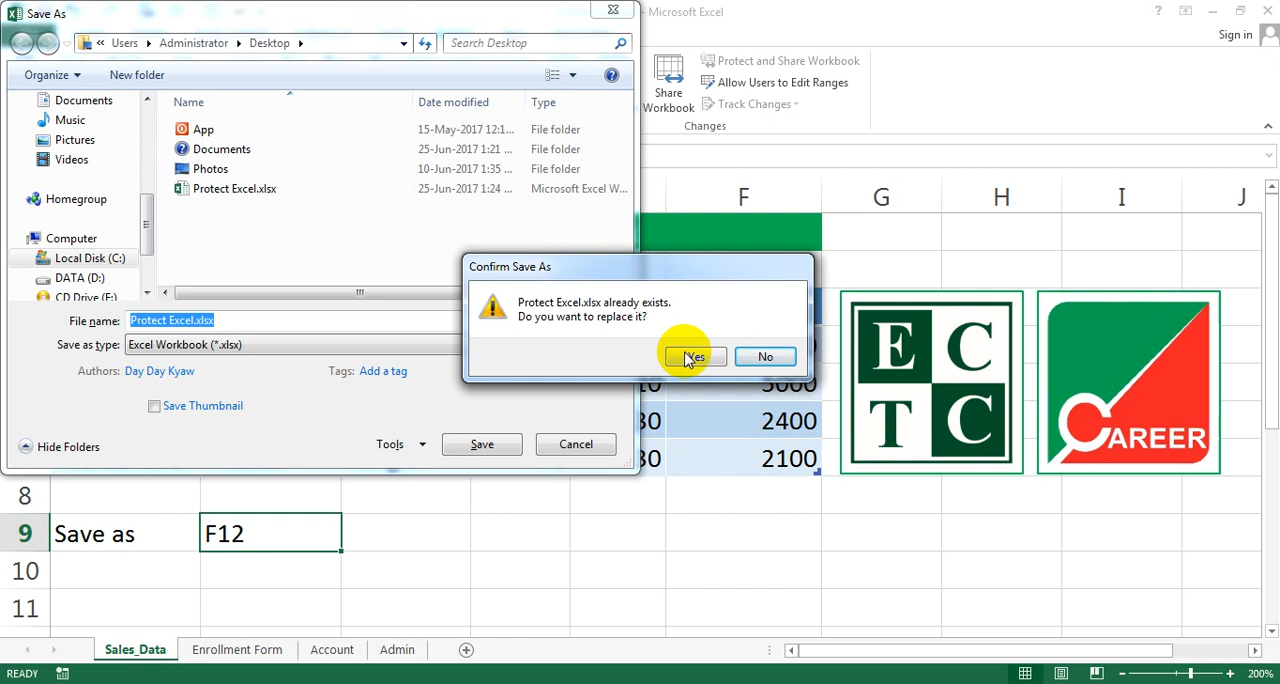 Save As
- Microsoft Excel
Sign in
« Users Administrator Desktop
Search Desktop
Organize New folder
Protect and Share Workbook
Share Workbook
Allow Users to Edit Ranges
Track Changes
Changes
Documents
Music
Pictures
Videos
Homegroup
Computer
Local Disk (C:)
DATA (D:)
CD Drive (F:)
Name Date modified Type
App 15-May-2017 12:1... File folder
Documents 25-Jun-2017 1:21 ... File folder
Photos 10-Jun-2017 1:35 ... File folder
Protect Excel.xlsx 25-Jun-2017 1:24 ... Microsoft Excel W...
File name: Protect Excel.xlsx
Save as type: Excel Workbook (*.xlsx)
Authors: Day Day Kyaw Tags: Add a tag
Save Thumbnail
Hide Folders Tools Save Cancel
Confirm Save As
Protect Excel.xlsx already exists.
Do you want to replace it?
Yes No
F G H I J
30 2400
30 2100
E C
T C
CAREER
8
9 Save as F12
10
11
Sales_Data Enrollment Form Account Admin
READY 200%